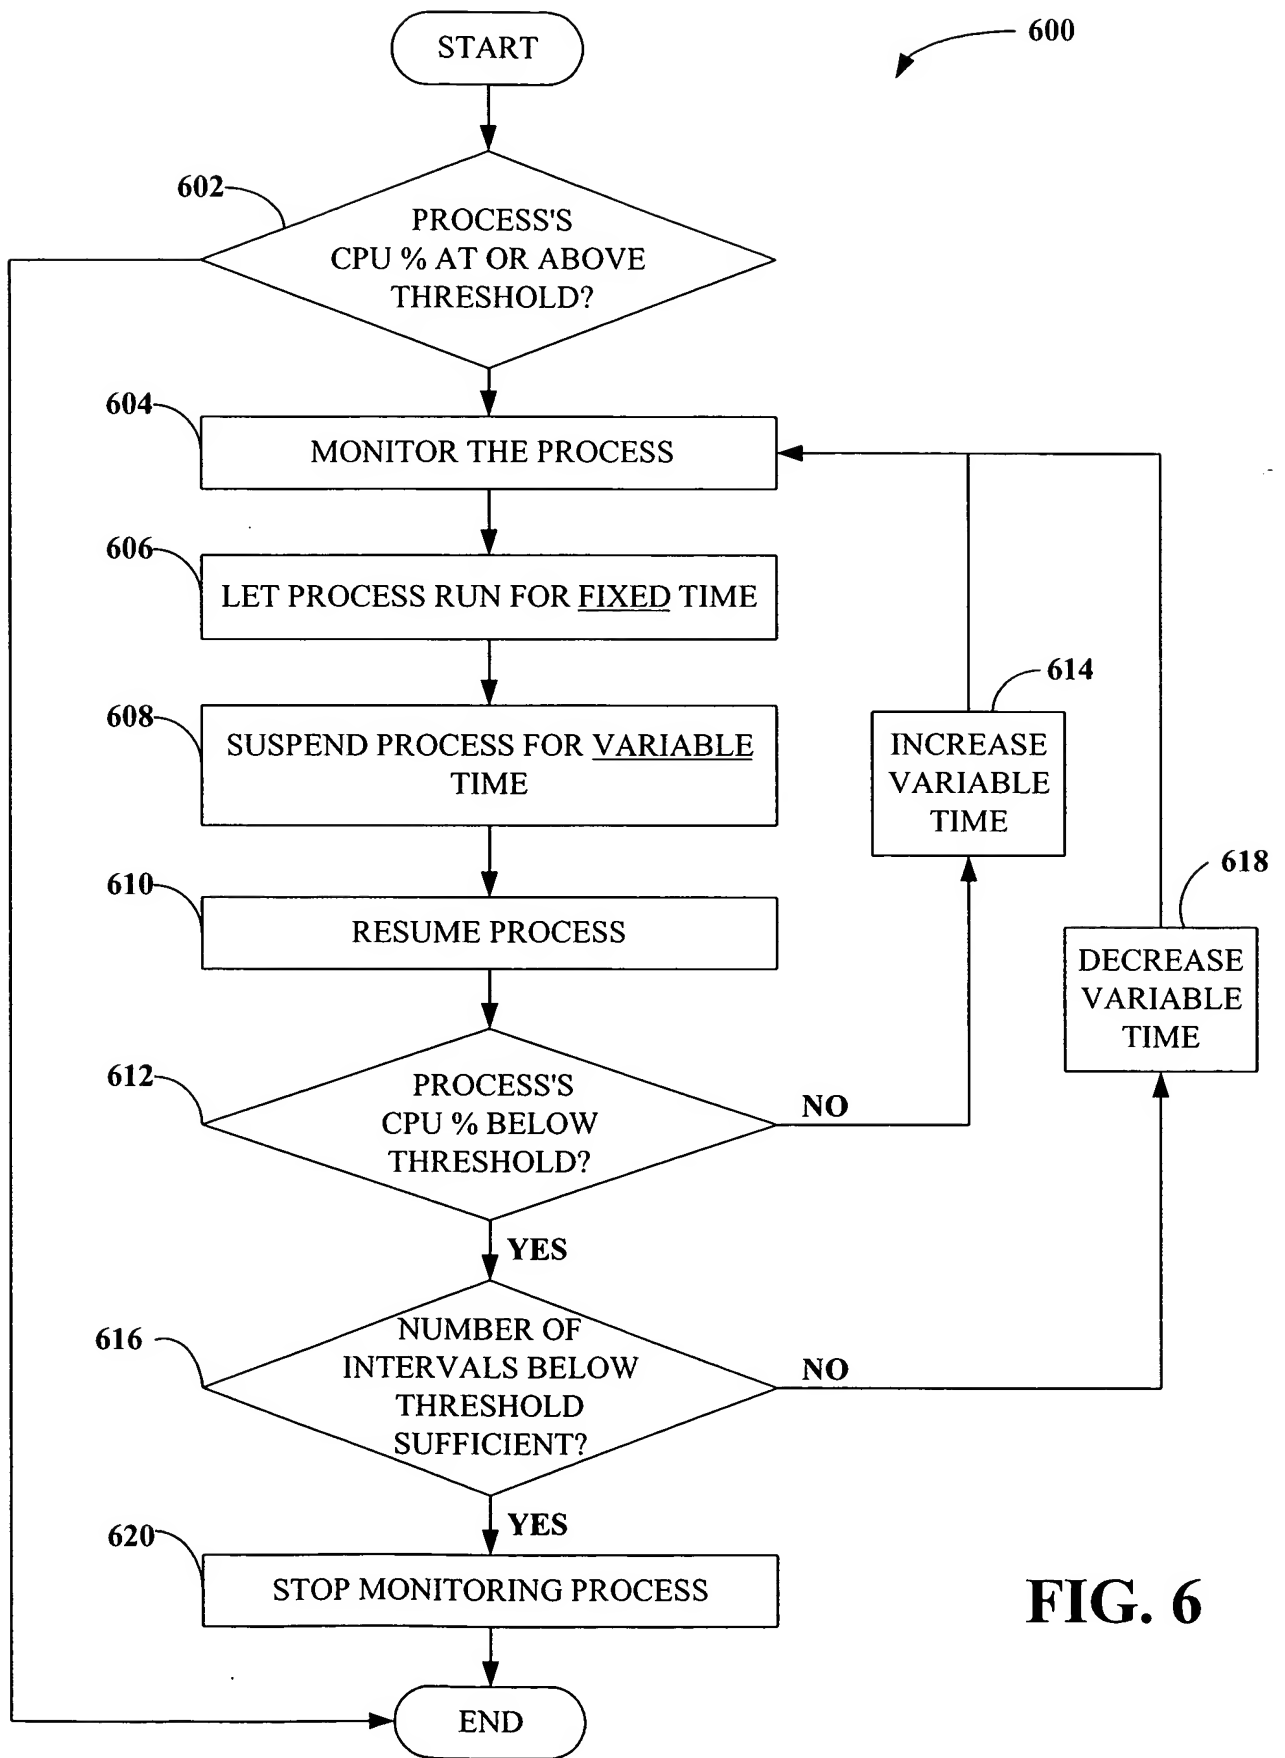 START
600
602
PROCESS'S
CPU % AT OR ABOVE
THRESHOLD?
604
MONITOR THE PROCESS
606
LET PROCESS RUN FOR FIXED TIME
608
SUSPEND PROCESS FOR VARIABLE
TIME
614
INCREASE
VARIABLE
TIME
610
RESUME PROCESS
618
DECREASE
VARIABLE
TIME
612
PROCESS'S
CPU % BELOW
THRESHOLD?
NO
YES
616
NUMBER OF
INTERVALS BELOW
THRESHOLD
SUFFICIENT?
NO
YES
620
STOP MONITORING PROCESS
END
FIG. 6